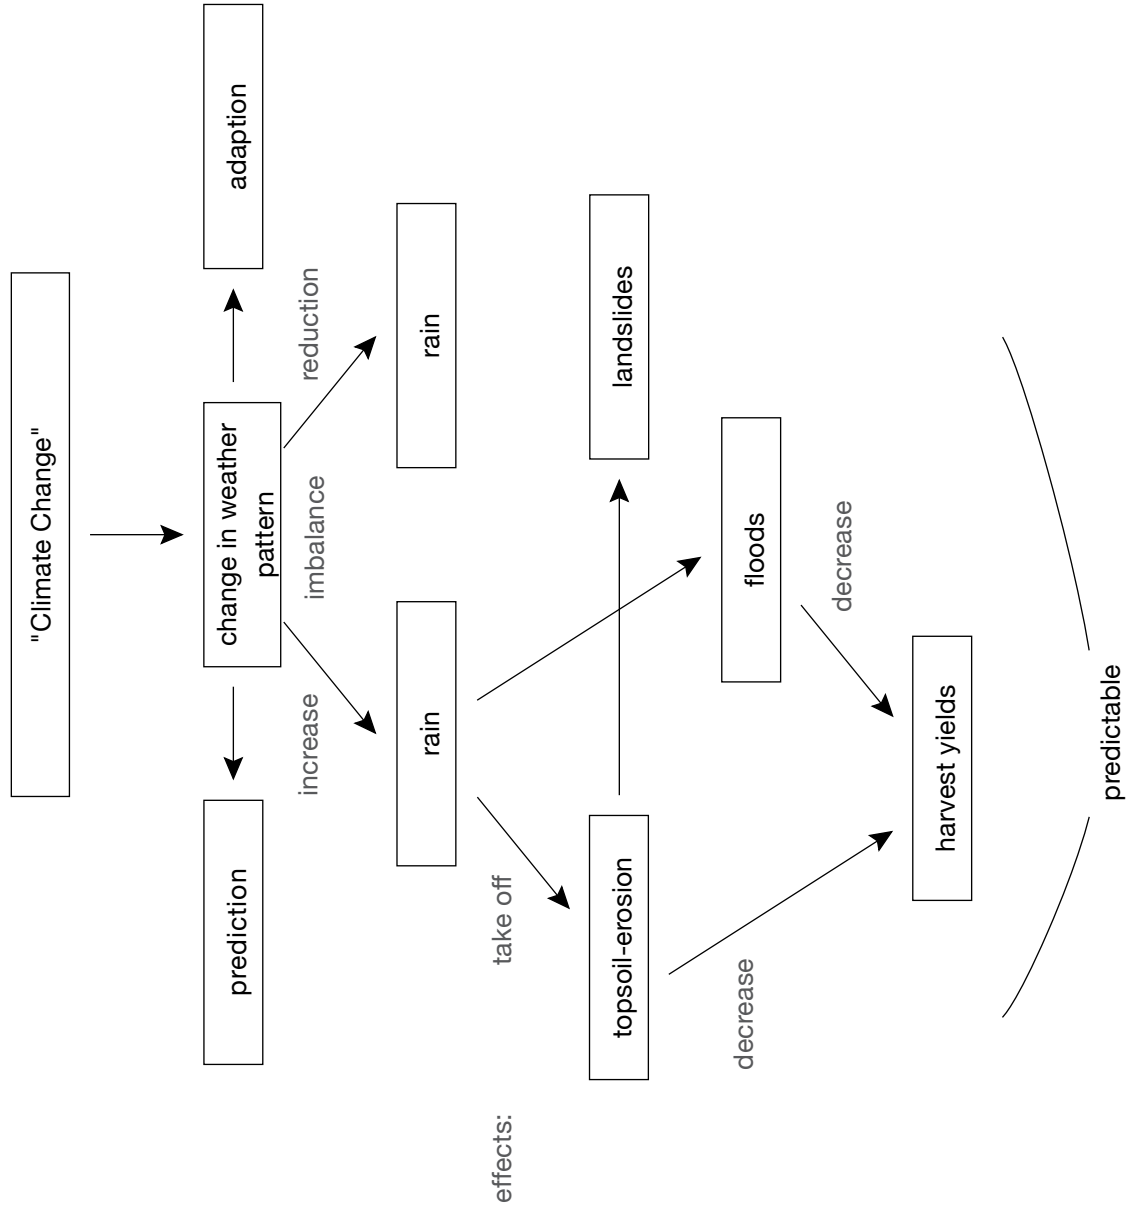 "Climate Change"
prediction
change in weather
pattern
adaption
increase
imbalance
reduction
rain
rain
effects:
take off
topsoil-erosion
landslides
decrease
floods
decrease
harvest yields
predictable